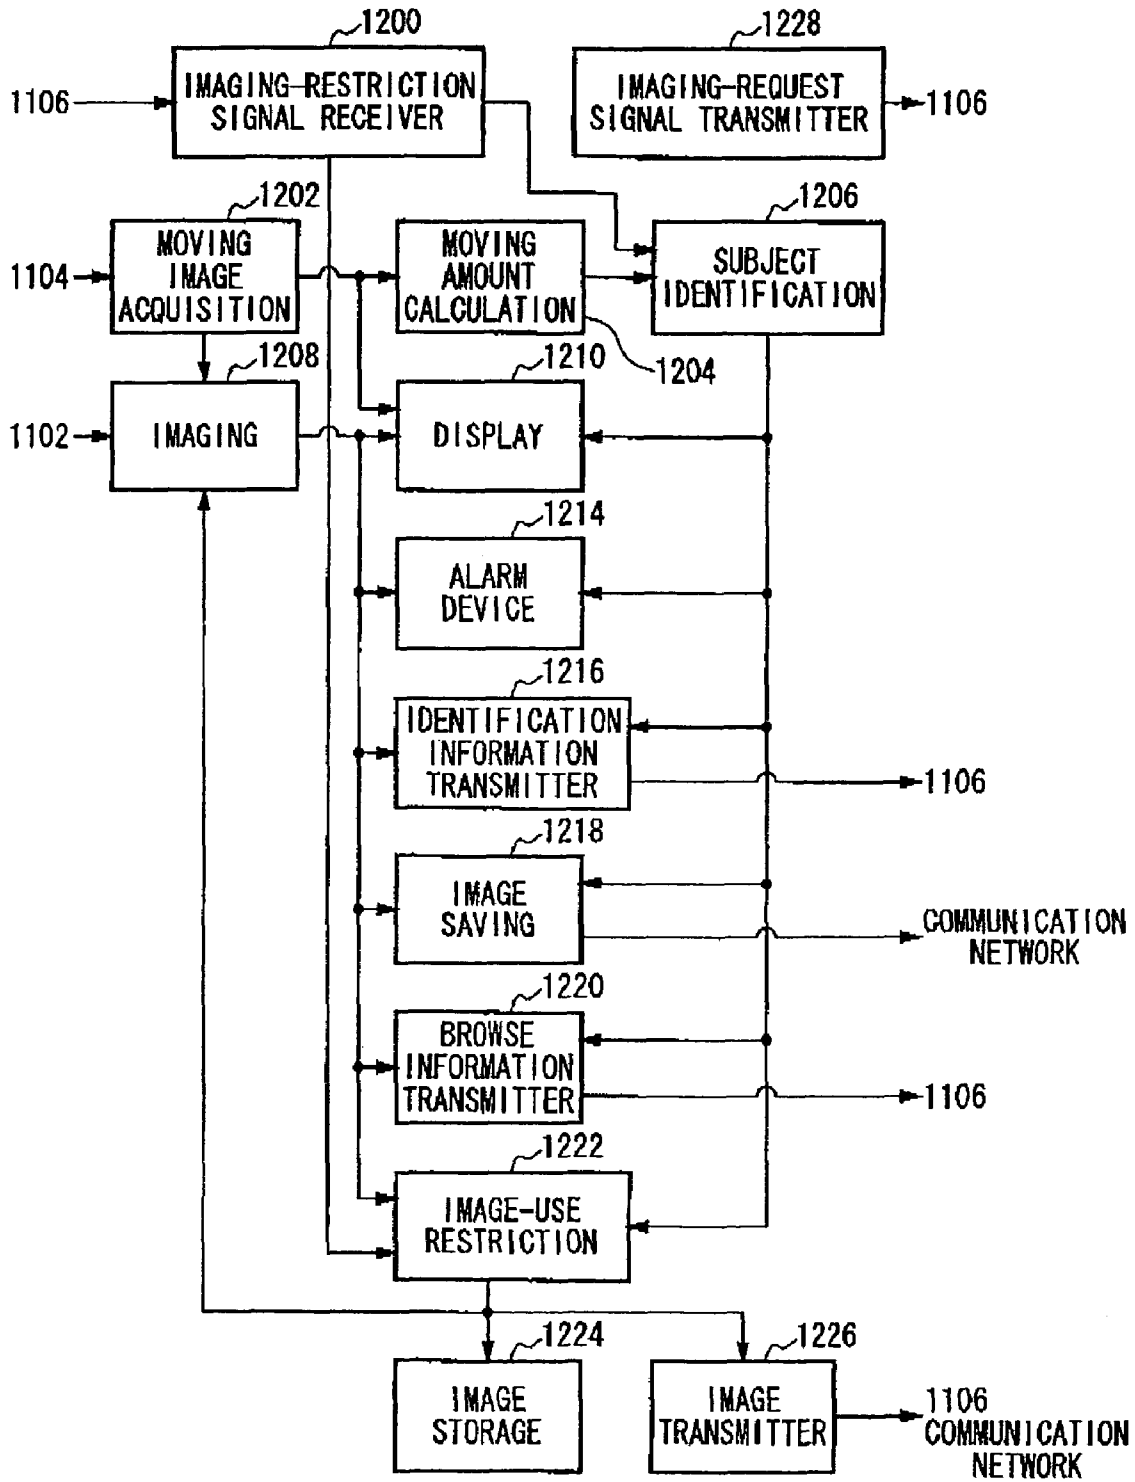 1200
1228
1106
IMAGING-RESTRICTION
SIGNAL RECEIVER
IMAGING-REQUEST
SIGNAL TRANSMITTER
1106
1202
1206
1104
MOVING
IMAGE
ACQUISITION
MOVING
AMOUNT
CALCULATION
SUBJECT
IDENTIFICATION
1208
1210
1204
1102
IMAGING
DISPLAY
1214
ALARM
DEVICE
1216
IDENTIFICATION
INFORMATION
TRANSMITTER
1106
1218
IMAGE
SAVING
COMMUNICATION
NETWORK
1220
BROWSE
INFORMATION
TRANSMITTER
1106
1222
IMAGE-USE
RESTRICTION
1224
1226
IMAGE
STORAGE
IMAGE
TRANSMITTER
1106
COMMUNICATION
NETWORK